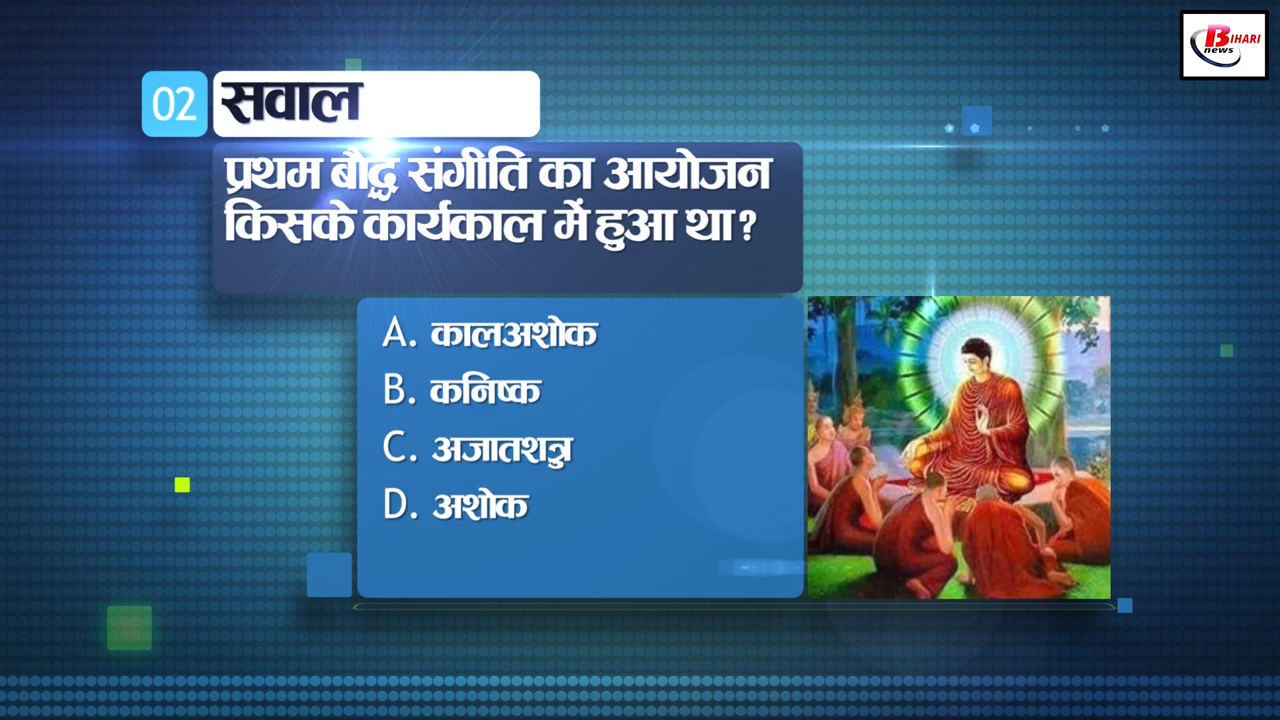 BIHARI
news
02 सवाल
प्रथम बौद्ध संगीति का आयोजन
किसके कार्यकाल में हुआ था?
A. कालअशोक
B. कनिष्क
C. अजातशत्रु
D. अशोक